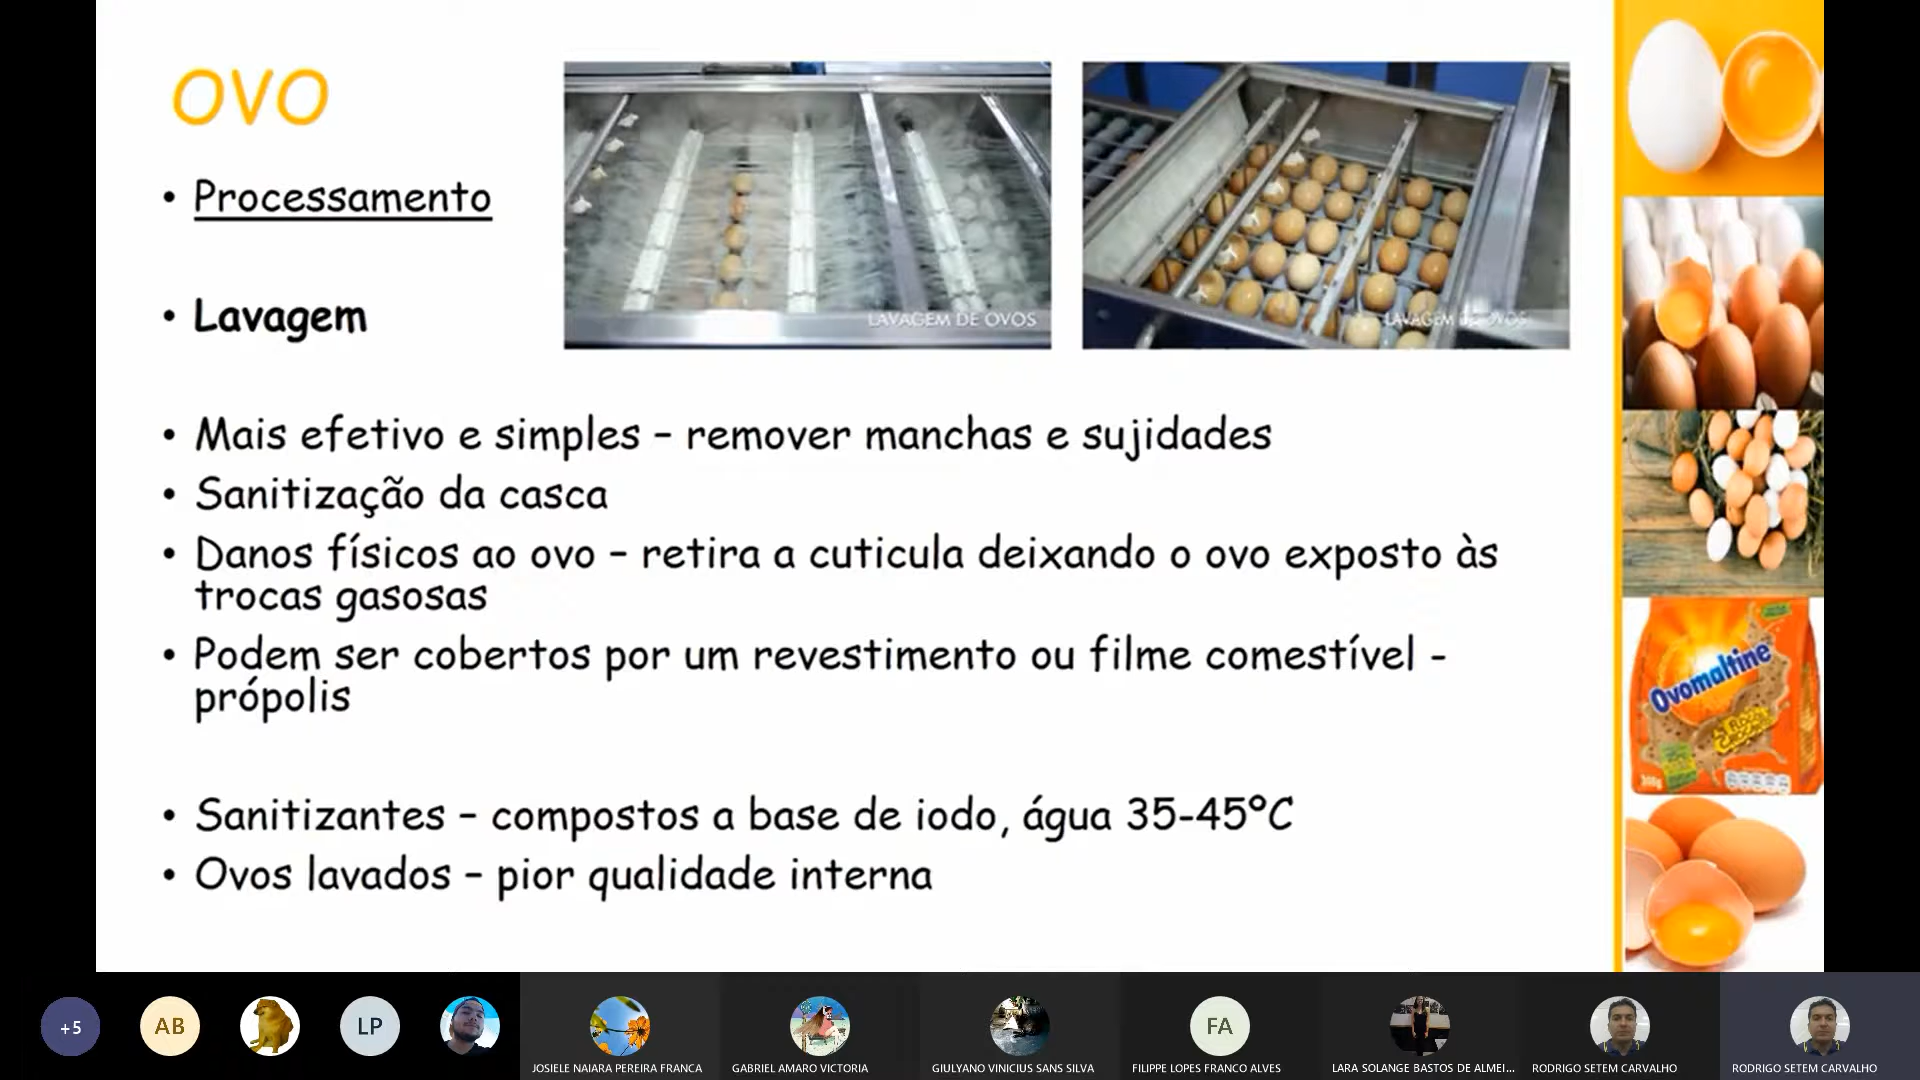 OVO
• Processamento
• Lavagem
LAVAGEM DE OVOS
LAVAGEM DE OVOS
• Mais efetivo e simples – remover manchas e sujidades
• Sanitização da casca
• Danos físicos ao ovo – retira a cuticula deixando o ovo exposto às
trocas gasosas
• Podem ser cobertos por um revestimento ou filme comestível -
própolis
• Sanitizantes – compostos a base de iodo, água 35-45ºC
• Ovos lavados – pior qualidade interna
Ovomaltine
+5
AB
LP
FA
JOSIELE NAIARA PEREIRA FRANCA
GABRIEL AMARO VICTORIA
GIULYANO VINICIUS SANS SILVA
FILIPPE LOPES FRANCO ALVES
LARA SOLANGE BASTOS DE ALMEI...
RODRIGO SETEM CARVALHO
RODRIGO SETEM CARVALHO